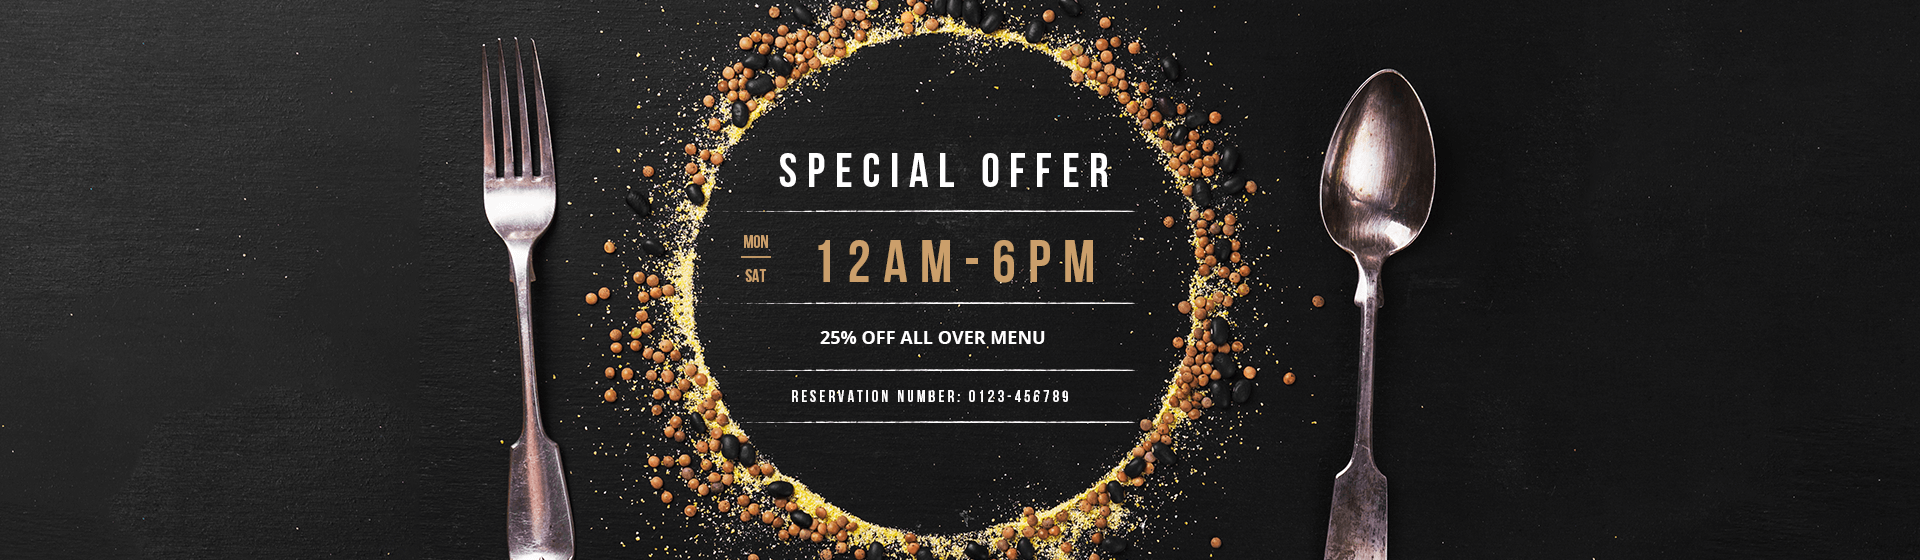 SPECIAL OFFER
MON
SAT
12AM-6PM
25% OFF ALL OVER MENU
RESERVATION NUMBER: 0123-456789